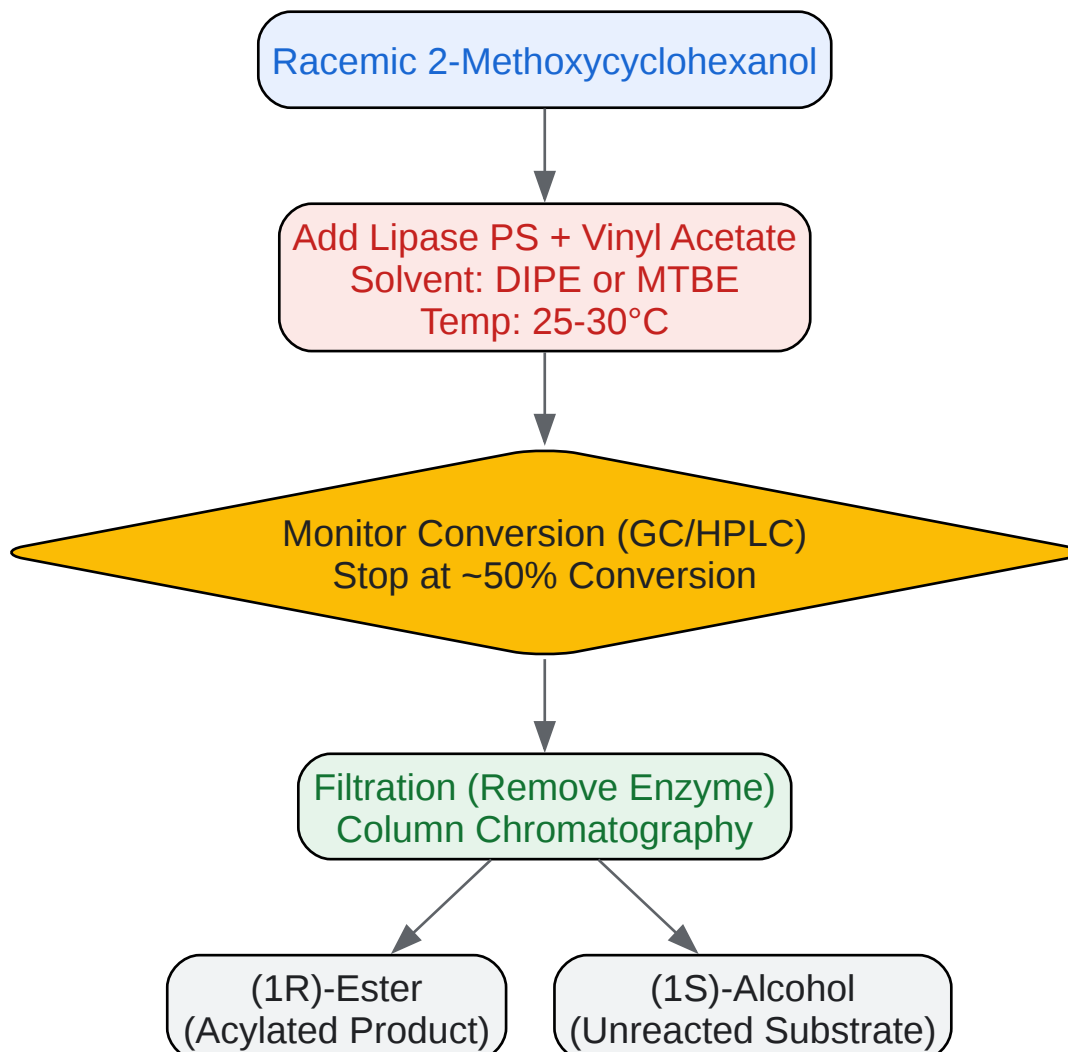 Racemic 2-Methoxycyclohexanol
Add Lipase PS + Vinyl Acetate
Solvent: DIPE or MTBE
Temp: 25-30°C
Monitor Conversion (GC/HPLC)
Stop at ~50% Conversion
Filtration (Remove Enzyme)
Column Chromatography
(1R)-Ester
(Acylated Product)
(1S)-Alcohol
(Unreacted Substrate)